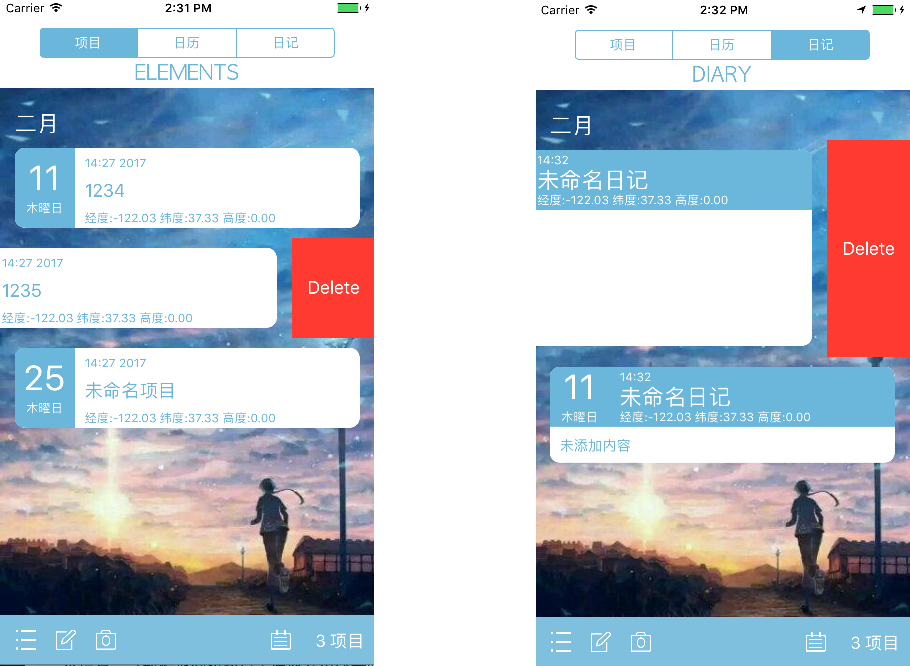 Carrier 2:31 PM
项目 日历 日记
ELEMENTS
二月
11
木曜日
14:27 2017
1234
经度:-122.03 纬度:37.33 高度:0.00
14:27 2017
1235
经度:-122.03 纬度:37.33 高度:0.00
Delete
25
木曜日
14:27 2017
未命名项目
经度:-122.03 纬度:37.33 高度:0.00
3 项目
Carrier 2:32 PM
项目 日历 日记
DIARY
二月
14:32
未命名日记
经度:-122.03 纬度:37.33 高度:0.00
Delete
11
木曜日
14:32
未命名日记
经度:-122.03 纬度:37.33 高度:0.00
未添加内容
3 项目